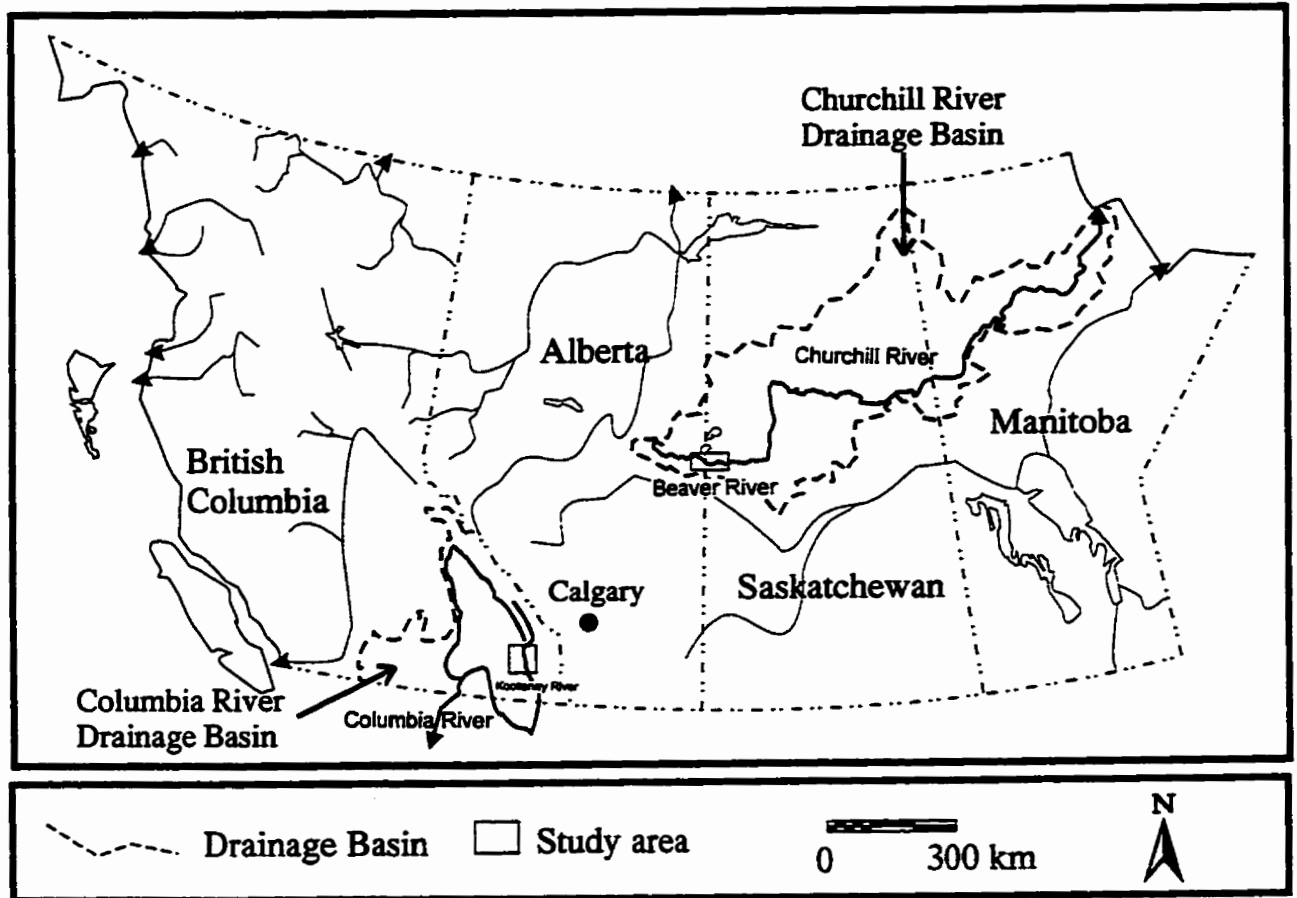 Churchill River
Drainage Basin
Alberta
Churchill River
Manitoba
British
Columbia
Beaver River
Calgary
Saskatchewan
Kootenay River
Columbia River
Drainage Basin
Columbia River
Drainage Basin
Study area
0 300 km
N